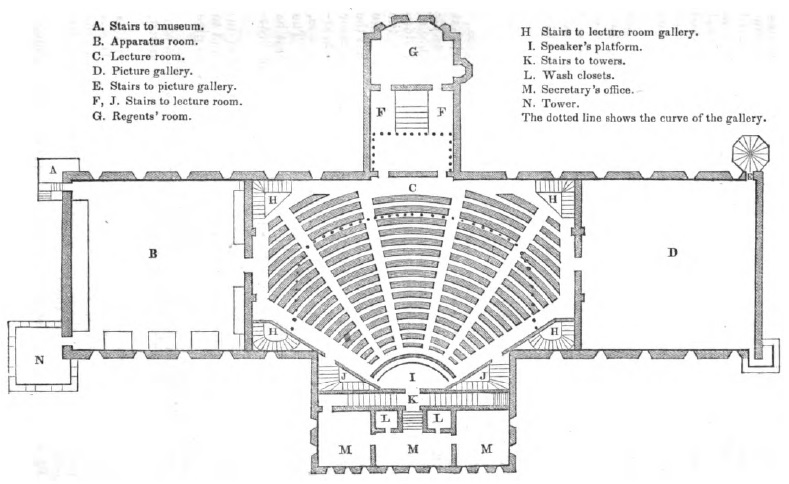 A. Stairs to museum.
B. Apparatus room.
C. Lecture room.
D. Picture gallery.
E. Stairs to picture gallery.
F, J. Stairs to lecture room.
G. Regents' room.
H Stairs to lecture room gallery.
I. Speaker's platform.
K. Stairs to towers.
L. Wash closets.
M. Secretary's office.
N. Tower.
The dotted line shows the curve of the gallery.
G
F F
A
E
C
H H
B
D
H H
N
J I J
K
L L
M M M